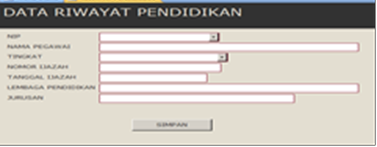 DATA RIWAYAT PENDIDIKAN
NIP
NAMA PEGAWAI
TINGKAT
NOMOR IJAZAH
TANGGAL IJAZAH
LEMBAGA PENDIDIKAN
JURUSAN
SIMPAN